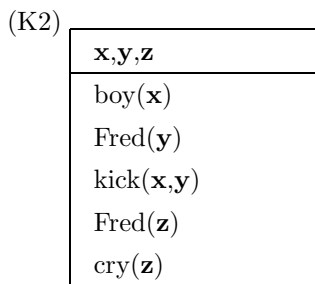 (K2)
x,y,z
boy(x)
Fred(y)
kick(x,y)
Fred(z)
cry(z)